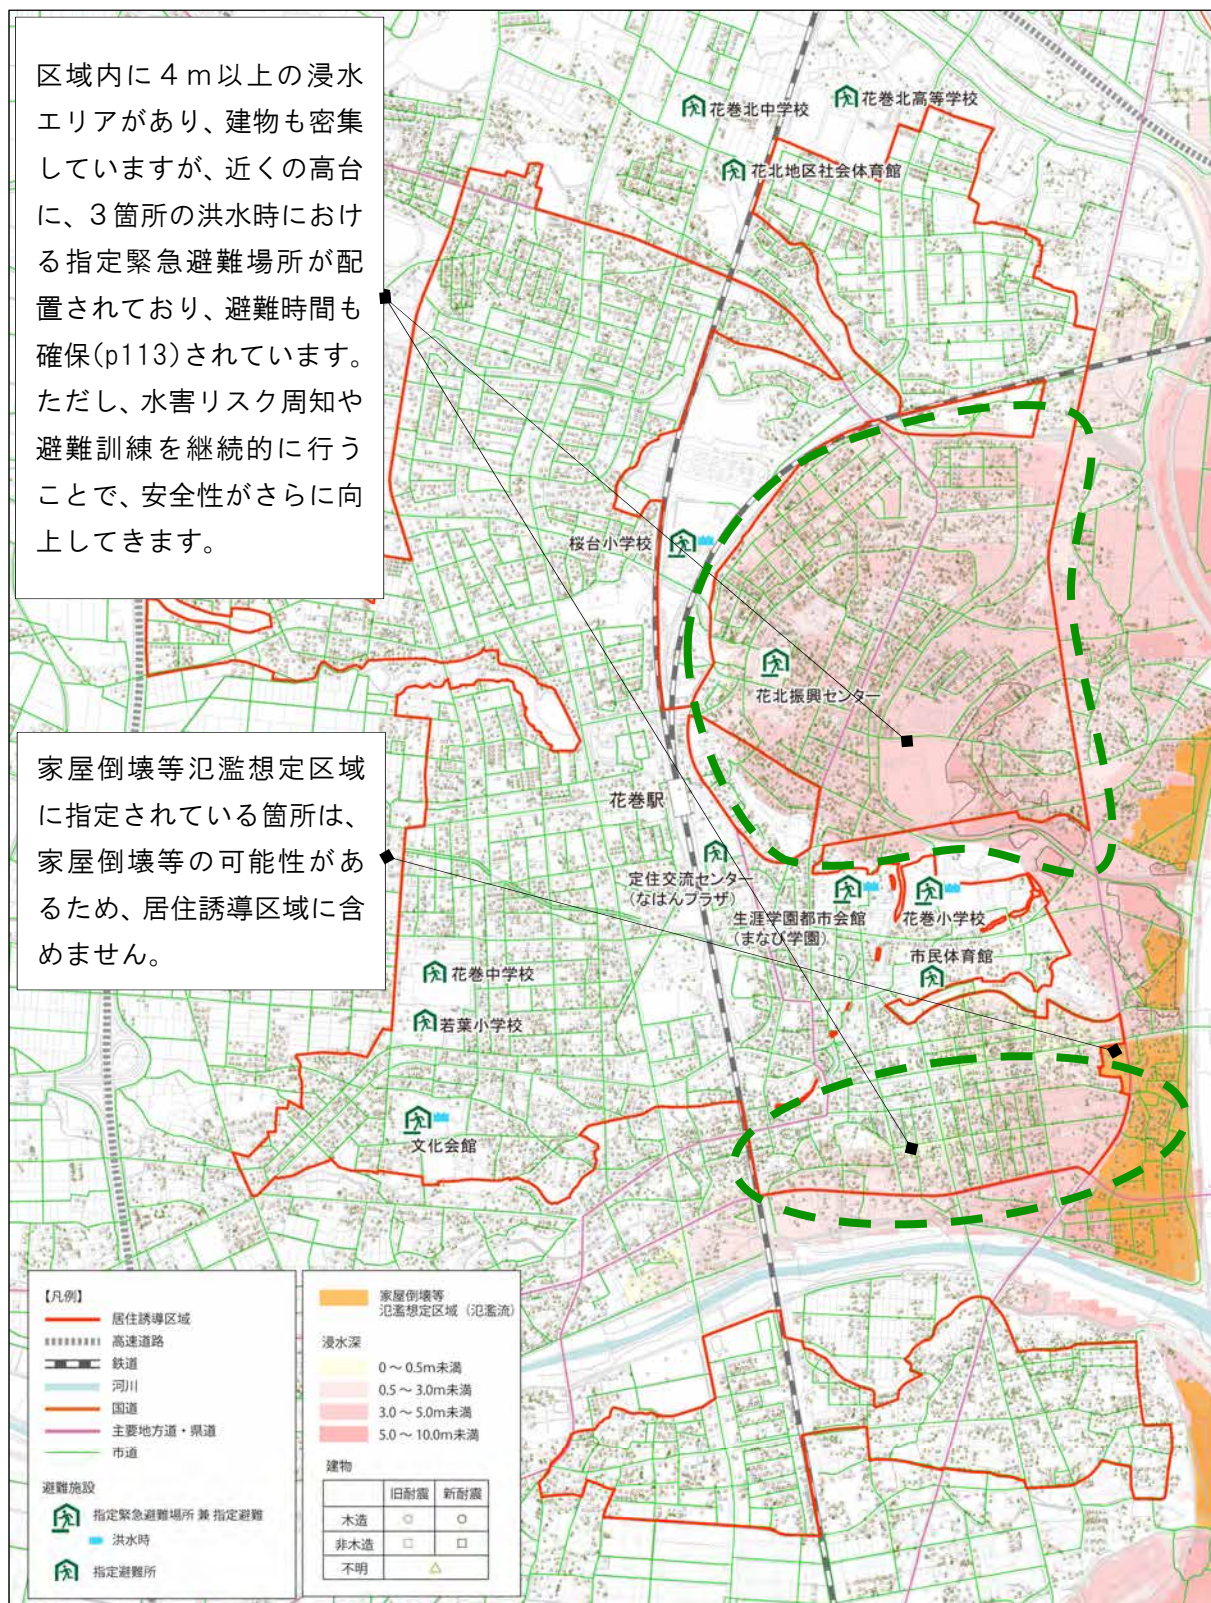 区域内に４ｍ以上の浸水
エリアがあり、建物も密集
していますが、近くの高台
に、３箇所の洪水時におけ
る指定緊急避難場所が配
置されており、避難時間も
確保(p113)されています。
ただし、水害リスク周知や
避難訓練を継続的に行う
ことで、安全性がさらに向
上してきます。
花巻北中学校
花巻北高等学校
花北地区社会体育館
桜台小学校
花北振興センター
家屋倒壊等氾濫想定区域
に指定されている箇所は、
家屋倒壊等の可能性があ
るため、居住誘導区域に含
めません。
花巻駅
定住交流センター
(なはんプラザ)
生涯学園都市会館
(まなび学園)
花巻小学校
市民体育館
花巻中学校
若葉小学校
文化会館
【凡例】
居住誘導区域
高速道路
鉄道
河川
国道
主要地方道・県道
市道
避難施設
指定緊急避難場所 兼 指定避難
洪水時
指定避難所
家屋倒壊等
氾濫想定区域（氾濫流）
浸水深
0～0.5m未満
0.5～3.0m未満
3.0～5.0m未満
5.0～10.0m未満
建物
旧耐震 新耐震
木造 ○ ○
非木造 □ □
不明 △